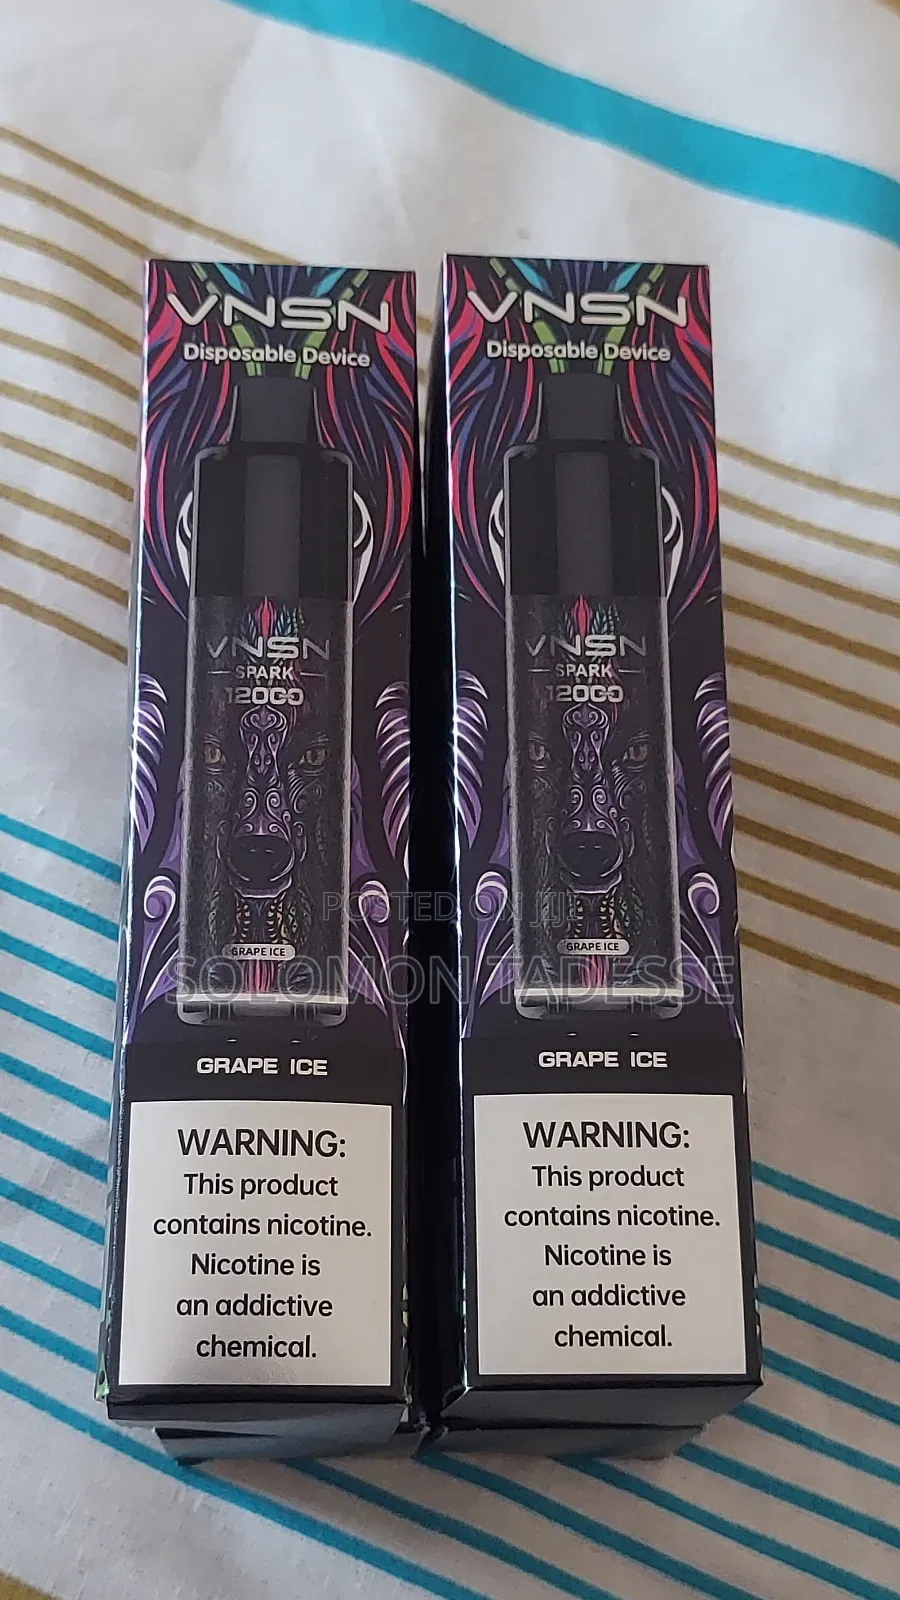 VNSN
Disposable Device
VNSN
SPARK
12000
GRAPE ICE
GRAPE ICE
WARNING:
This product
contains nicotine.
Nicotine is
an addictive
chemical.
VNSN
Disposable Device
VNSN
SPARK
12000
GRAPE ICE
GRAPE ICE
WARNING:
This product
contains nicotine.
Nicotine is
an addictive
chemical.
POSTED ON JIJI
SOLOMON TADESSE